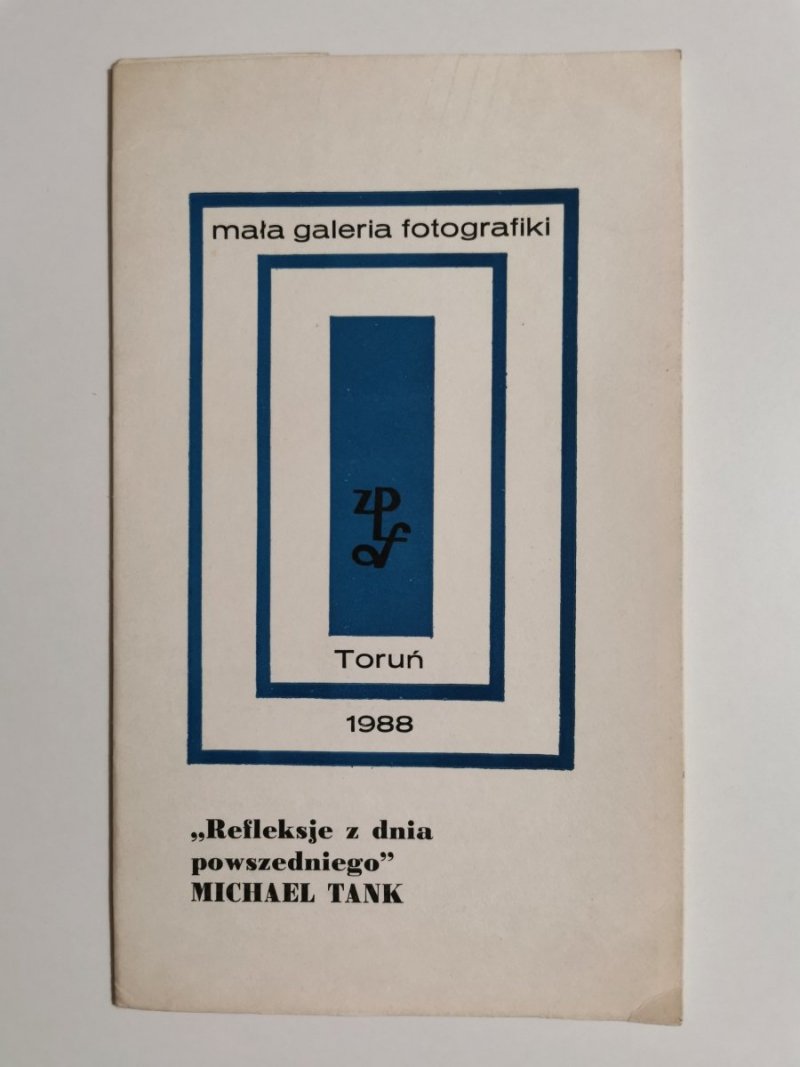 mała galeria fotografiki
zpaf
Toruń
1988
„Refleksje z dnia
powszedniego”
MICHAEL TANK